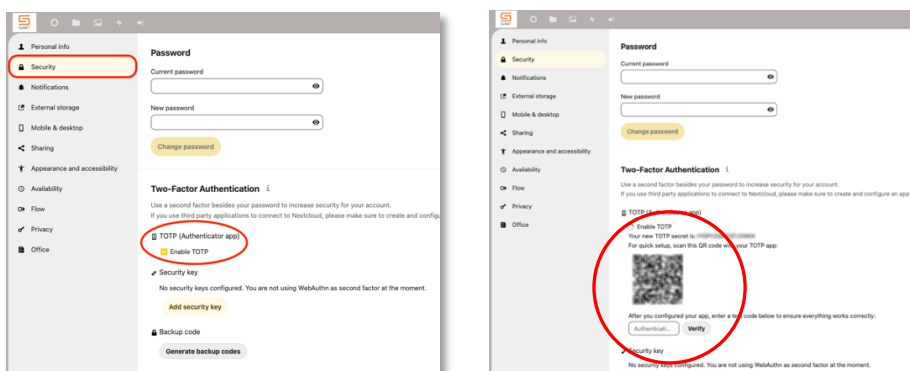 SUNET
Personal info
Security
Notifications
External storage
Mobile & desktop
Sharing
Appearance and accessibility
Availability
Flow
Privacy
Office
Password
Current password
New password
Change password
Two-Factor Authentication i
Use a second factor besides your password to increase security for your account.
If you use third party applications to connect to Nextcloud, please make sure to create and configu
TOTP (Authenticator app)
Enable TOTP
Security key
No security keys configured. You are not using WebAuthn as second factor at the moment.
Add security key
Backup code
Generate backup codes
SUNET
Personal info
Security
Notifications
External storage
Mobile & desktop
Sharing
Appearance and accessibility
Availability
Flow
Privacy
Office
Password
Current password
New password
Change password
Two-Factor Authentication i
Use a second factor besides your password to increase security for your account.
If you use third party applications to connect to Nextcloud, please make sure to create and configure an app
TOTP (Authenticator app)
Enable TOTP
Your new TOTP secret is:
For quick setup, scan this QR code with your TOTP app:
After you configured your app, enter a test code below to ensure everything works correctly:
Authenticati...
Verify
Security key
No security keys configured. You are not using WebAuthn as second factor at the moment.